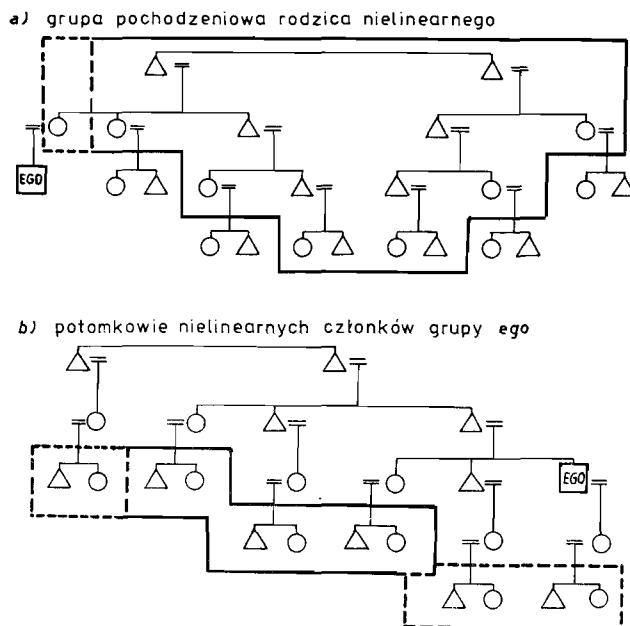 a) grupa pochodzeniowa rodzica nielinearnego
EGO
b) potomkowie nielinearnych członków grupy ego
EGO